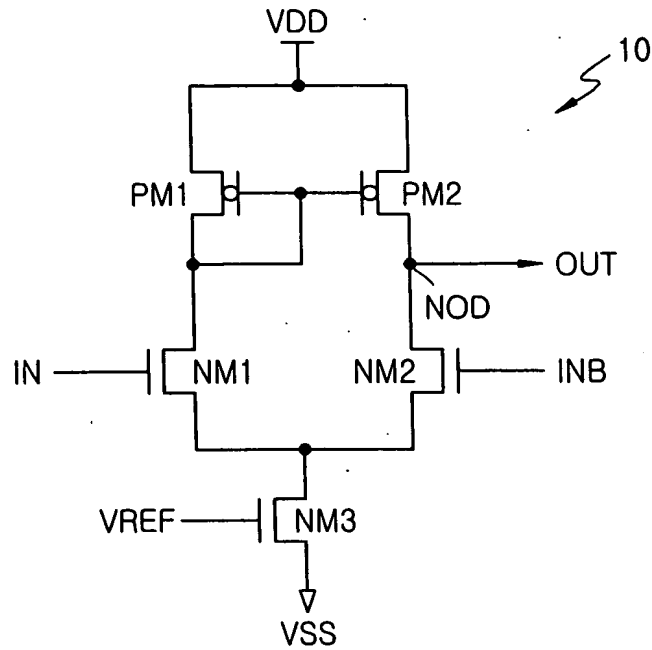 VDD
10
PM1
PM2
OUT
NOD
IN
NM1
NM2
INB
VREF
NM3
VSS